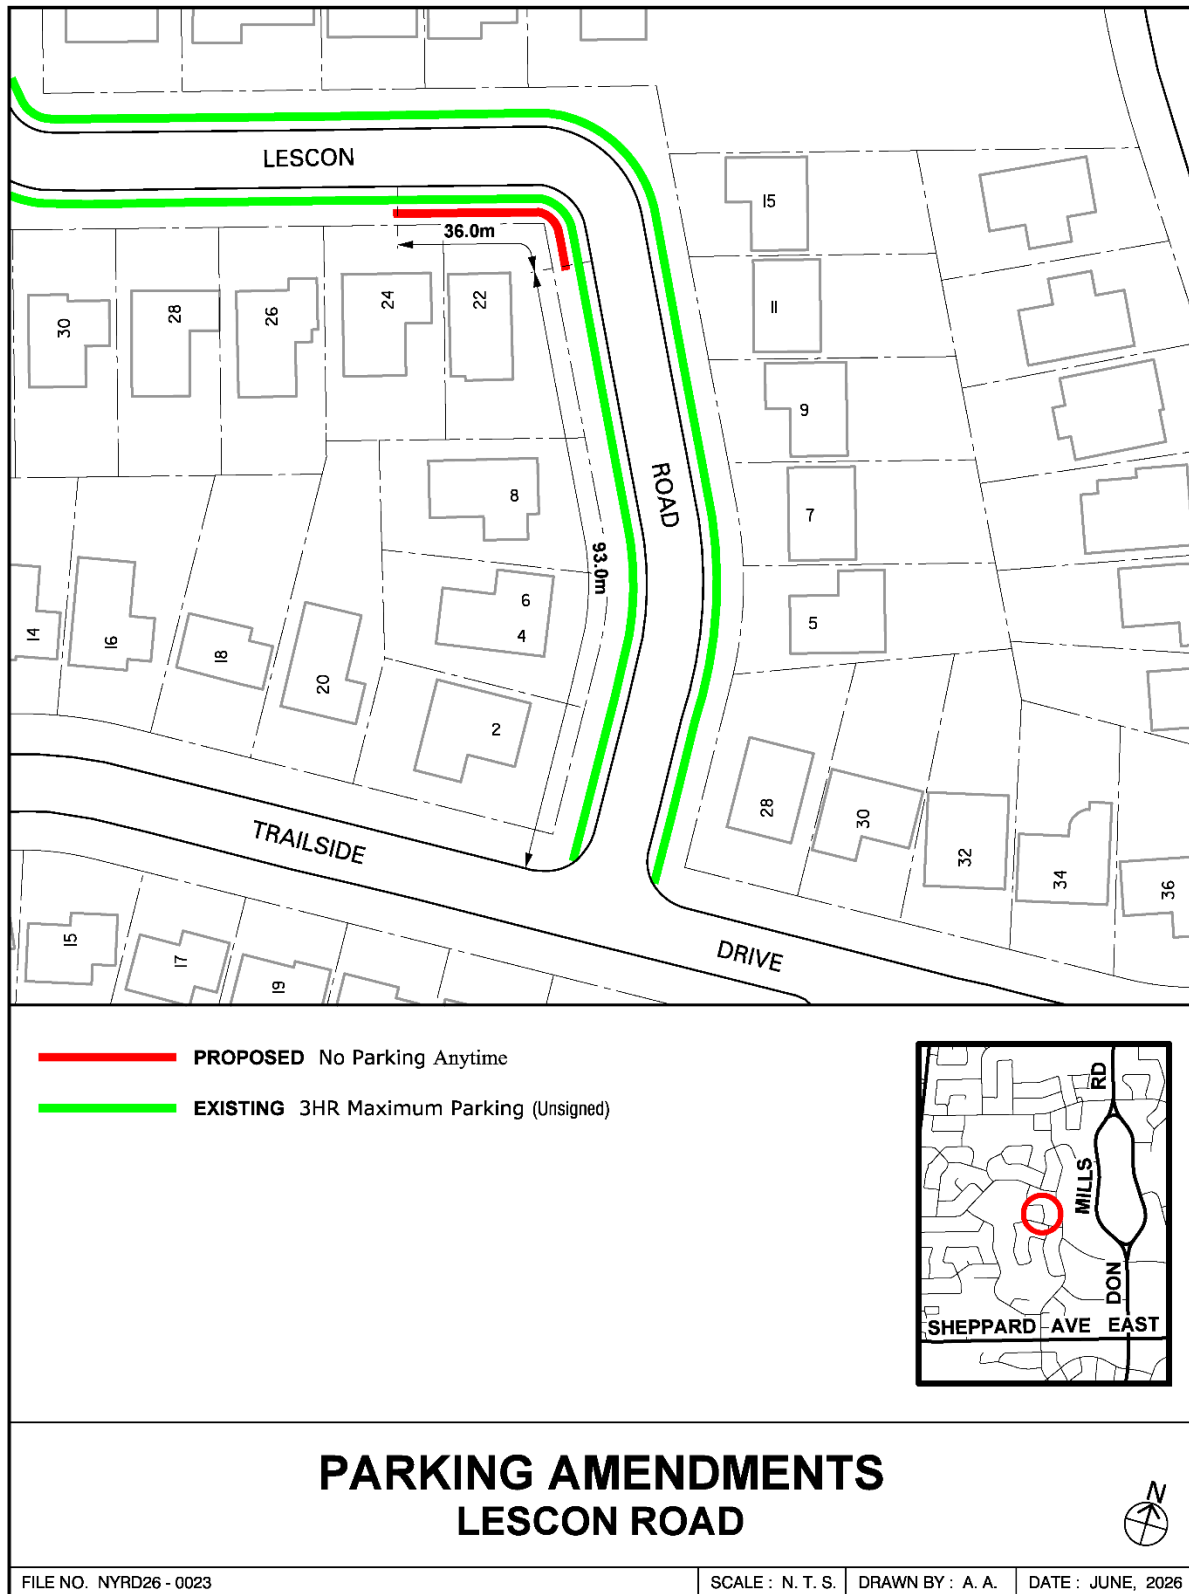 LESCON
36.0m
15
11
9
7
5
30
28
26
24
22
ROAD
8
93.0m
6
4
14
16
18
20
2
28
30
32
34
36
TRAILSIDE
DRIVE
15
17
19
PROPOSED No Parking Anytime
EXISTING 3HR Maximum Parking (Unsigned)
RD
MILLS
DON
SHEPPARD AVE EAST
PARKING AMENDMENTS
LESCON ROAD
N
FILE NO. NYRD26 - 0023
SCALE : N. T. S.
DRAWN BY : A. A.
DATE : JUNE, 2026